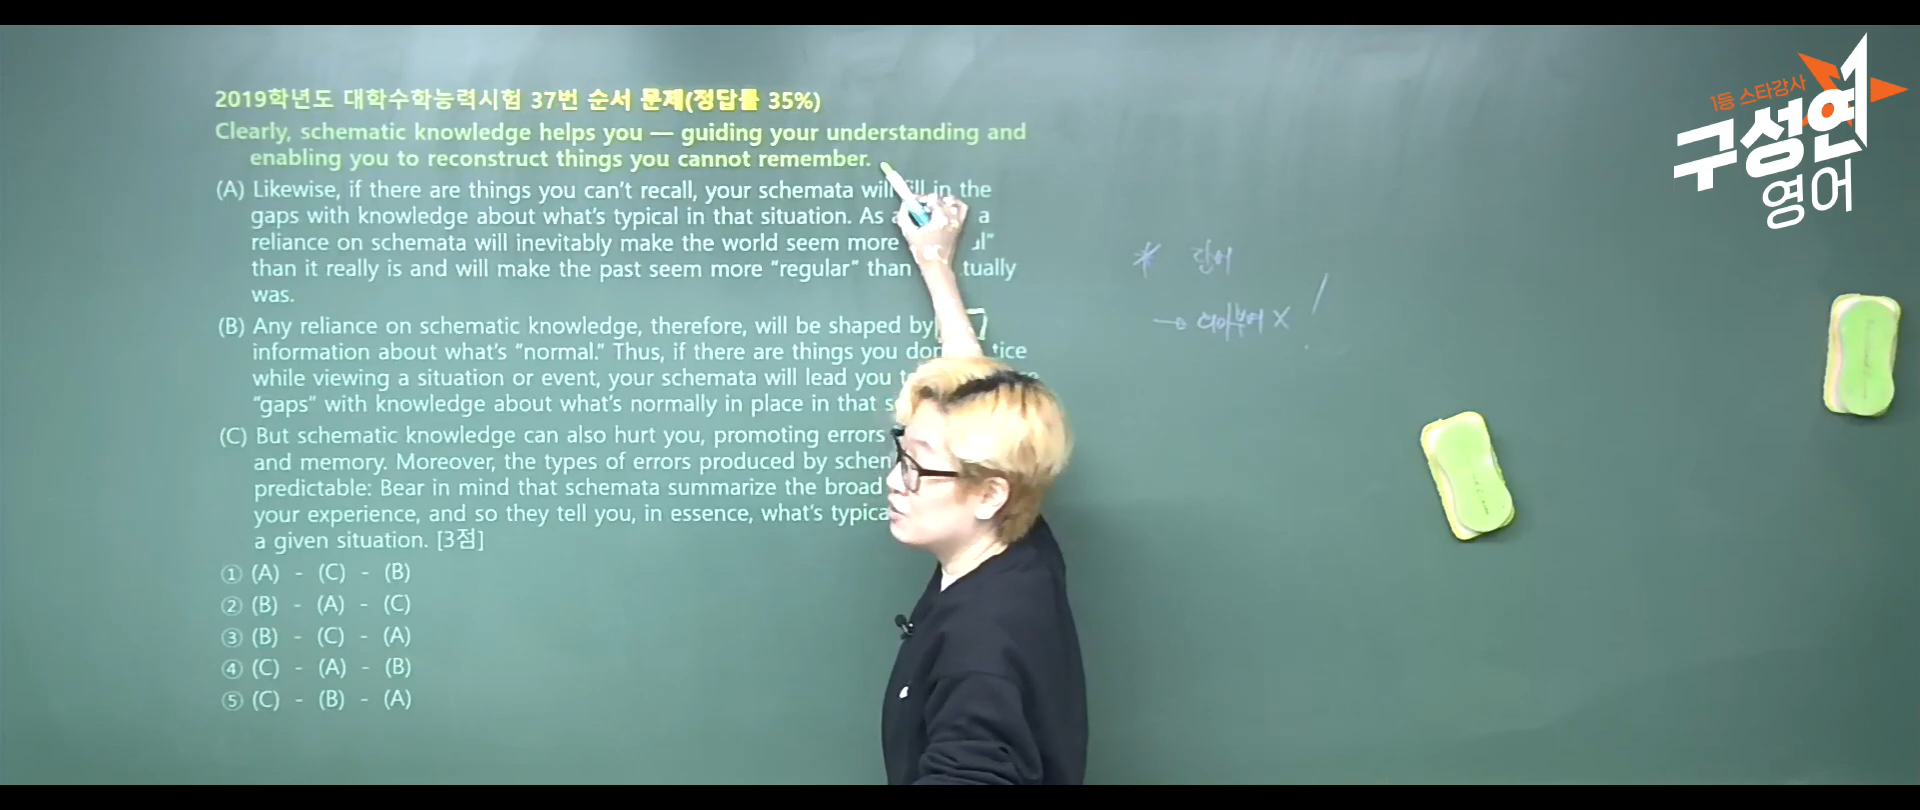 2019학년도 대학수학능력시험 37번 순서 문제(정답률 35%)
Clearly, schematic knowledge helps you — guiding your understanding and
enabling you to reconstruct things you cannot remember.
(A) Likewise, if there are things you can't recall, your schemata will fill in the
gaps with knowledge about what's typical in that situation. As a
reliance on schemata will inevitably make the world seem more
than it really is and will make the past seem more "regular" than
was.
(B) Any reliance on schematic knowledge, therefore, will be shaped by
information about what's "normal." Thus, if there are things you
while viewing a situation or event, your schemata will lead you
"gaps" with knowledge about what's normally in place in that
(C) But schematic knowledge can also hurt you, promoting errors
and memory. Moreover, the types of errors produced by
predictable: Bear in mind that schemata summarize the broad
your experience, and so they tell you, in essence, what's
a given situation. [3점]
① (A) - (C) - (B)
② (B) - (A) - (C)
③ (B) - (C) - (A)
④ (C) - (A) - (B)
⑤ (C) - (B) - (A)
* 단어
X !
1등 스타강사
구성연
영어